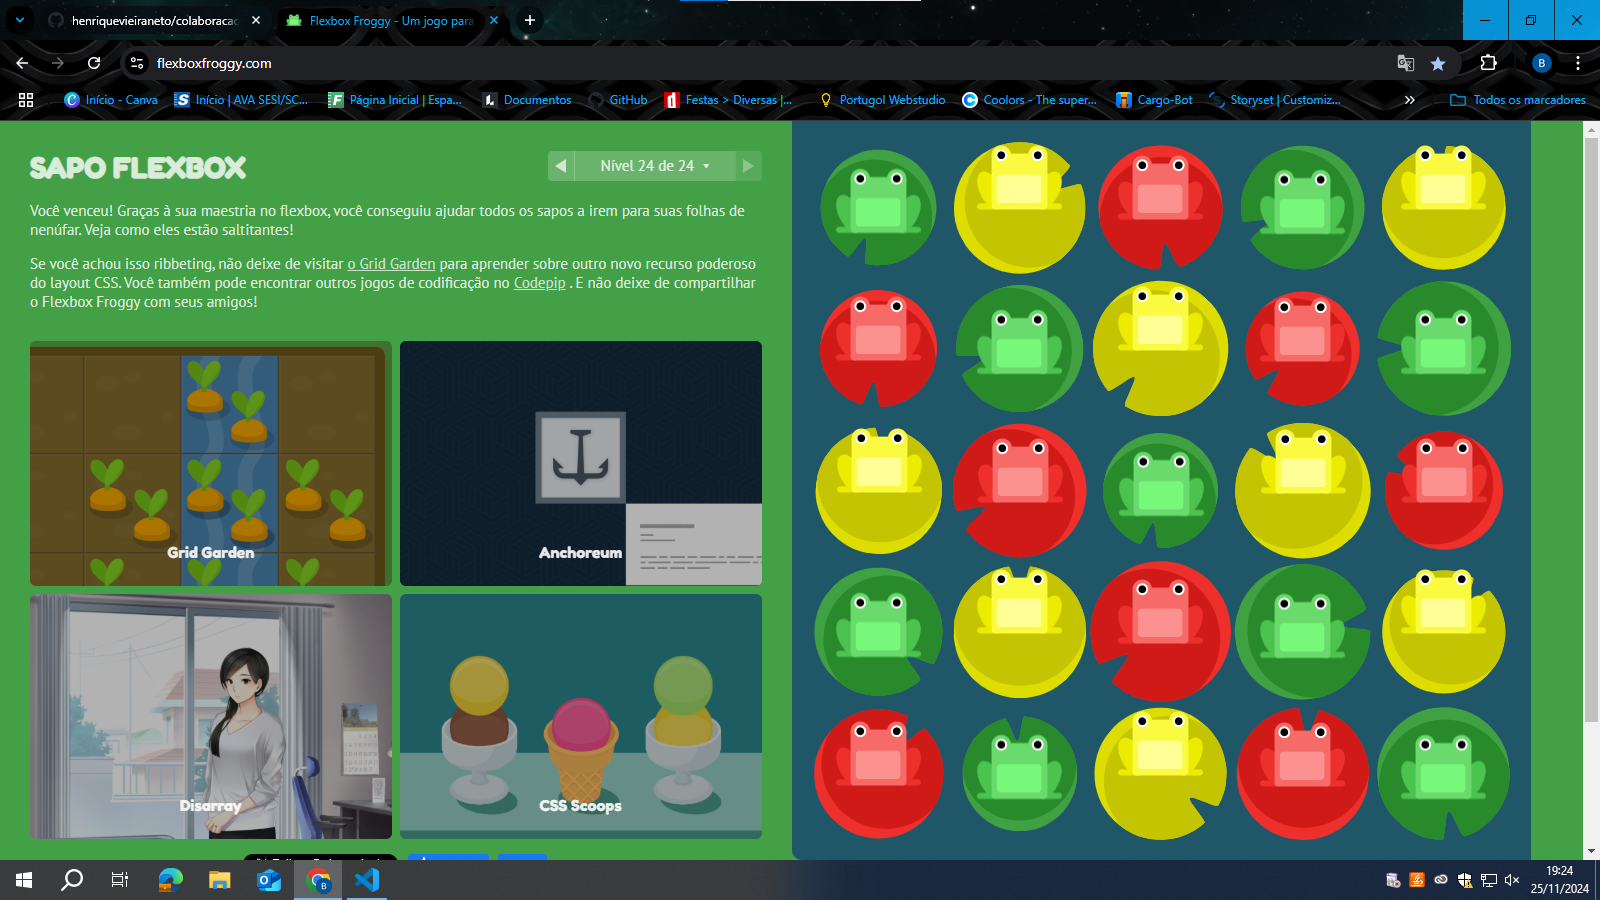 henriquevieiraneto/colaboracao
Flexbox Froggy - Um jogo para
flexboxfroggy.com
B
Início - Canva
Início | AVA SESI/SC...
Página Inicial | Espa...
Documentos
GitHub
Festas > Diversas |...
Portugol Webstudio
Coolors - The super...
Cargo-Bot
Storyset | Customiz...
Todos os marcadores
SAPO FLEXBOX
Nível 24 de 24
Você venceu! Graças à sua maestria no flexbox, você conseguiu ajudar todos os sapos a irem para suas folhas de
nenúfar. Veja como eles estão saltitantes!
Se você achou isso ribbeting, não deixe de visitar o Grid Garden para aprender sobre outro novo recurso poderoso
do layout CSS. Você também pode encontrar outros jogos de codificação no Codepip . E não deixe de compartilhar
o Flexbox Froggy com seus amigos!
Grid Garden
Anchoreum
Disarray
CSS Scoops
19:24
25/11/2024